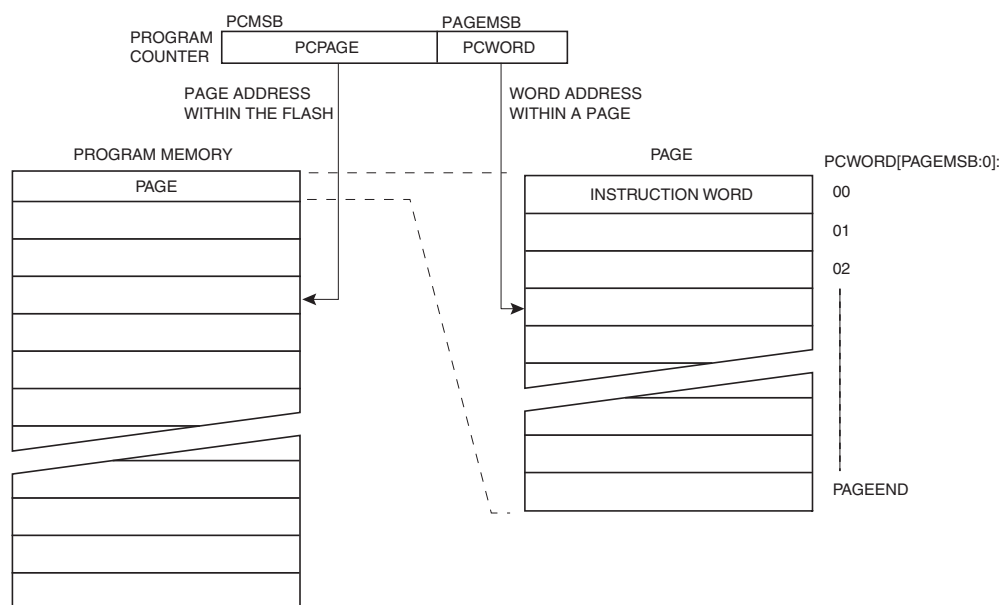 PCMSB
PAGEMSB
PROGRAM
COUNTER
PCPAGE
PCWORD
PAGE ADDRESS
WITHIN THE FLASH
WORD ADDRESS
WITHIN A PAGE
PROGRAM MEMORY
PAGE
PAGE
PCWORD[PAGEMSB:0]:
INSTRUCTION WORD
00
01
02
PAGEEND